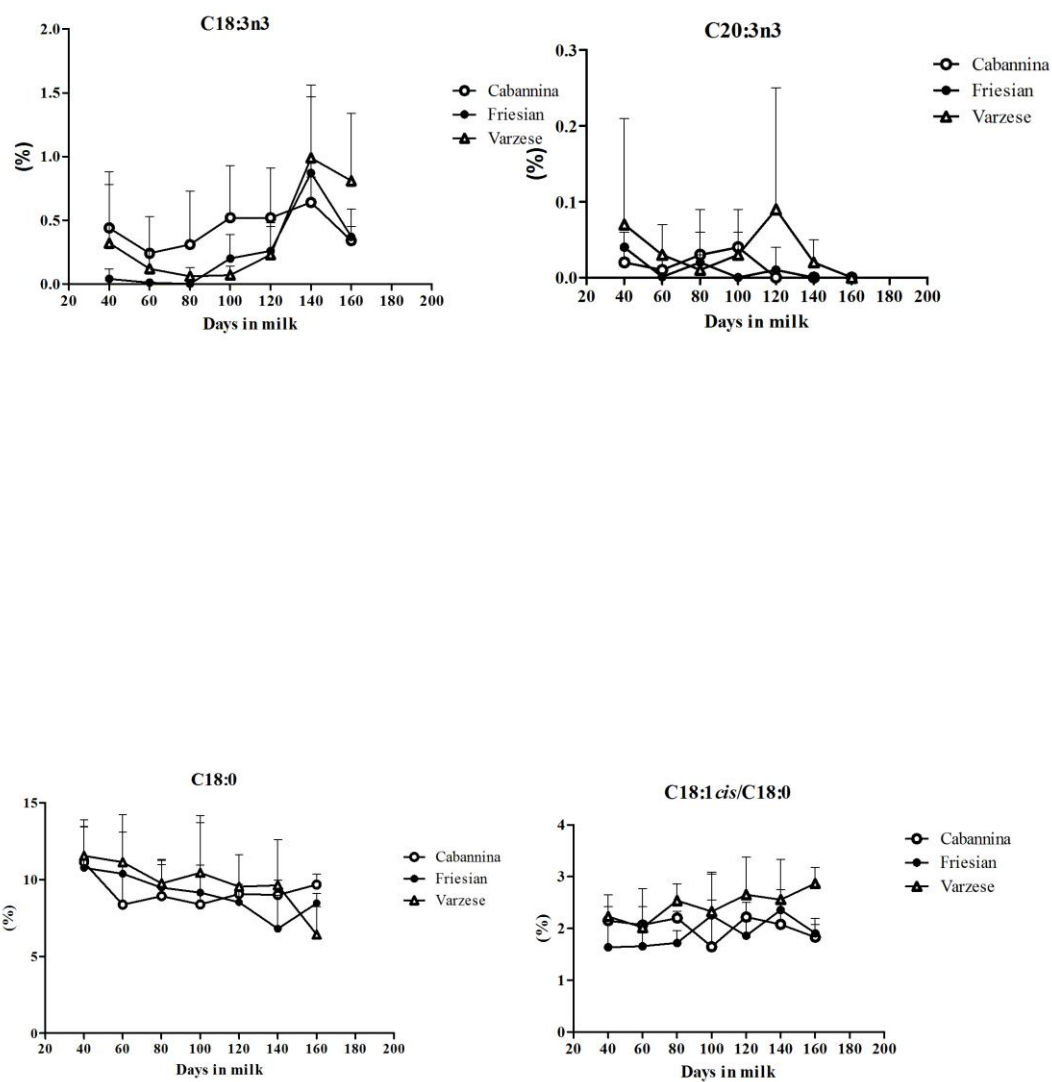 C18:3n3
2.0
1.5
1.0
0.5
0.0
(%)
20 40 60 80 100 120 140 160 180 200
Days in milk
Cabannina
Friesian
Varzese
C20:3n3
0.3
0.2
0.1
0.0
(%)
20 40 60 80 100 120 140 160 180 200
Days in milk
Cabannina
Friesian
Varzese
C18:0
15
10
5
0
(%)
20 40 60 80 100 120 140 160 180 200
Days in milk
Cabannina
Friesian
Varzese
C18:1cis/C18:0
4
3
2
1
0
(%)
20 40 60 80 100 120 140 160 180 200
Days in milk
Cabannina
Friesian
Varzese